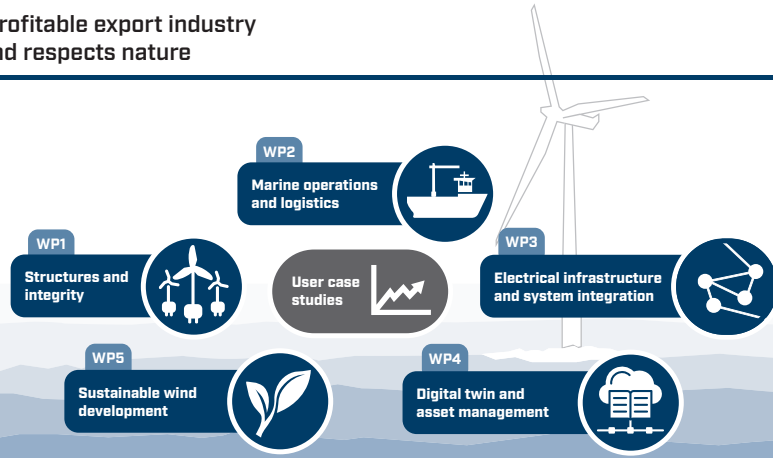 rofitable export industry
nd respects nature
WP2
Marine operations
and logistics
WP1
Structures and
integrity
User case
studies
WP3
Electrical infrastructure
and system integration
WP5
Sustainable wind
development
WP4
Digital twin and
asset management